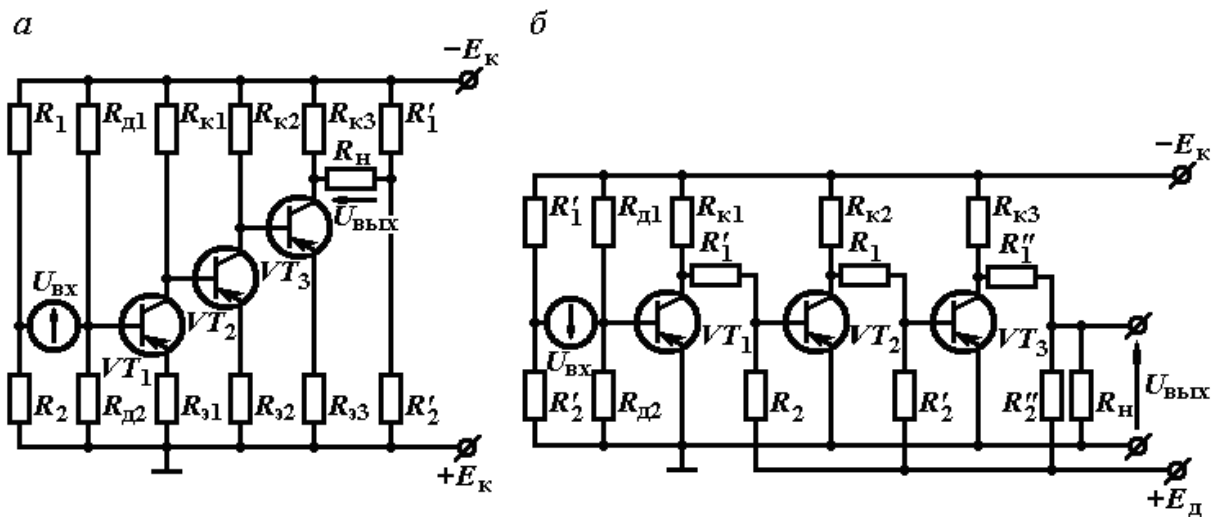 а
−Eк
R1 Rд1 Rк1 Rк2 Rк3 R′1
Rн
Uвых
VT3
Uвх
VT2
VT1
R2 Rд2 Rэ1 Rэ2 Rэ3 R′2
+Eк
б
−Eк
R′1 Rд1 Rк1 Rк2 Rк3
R′1 R1 R″1
Uвх
VT1 VT2 VT3
R′2 Rд2 R2 R′2 R″2 Rн
Uвых
+Eд